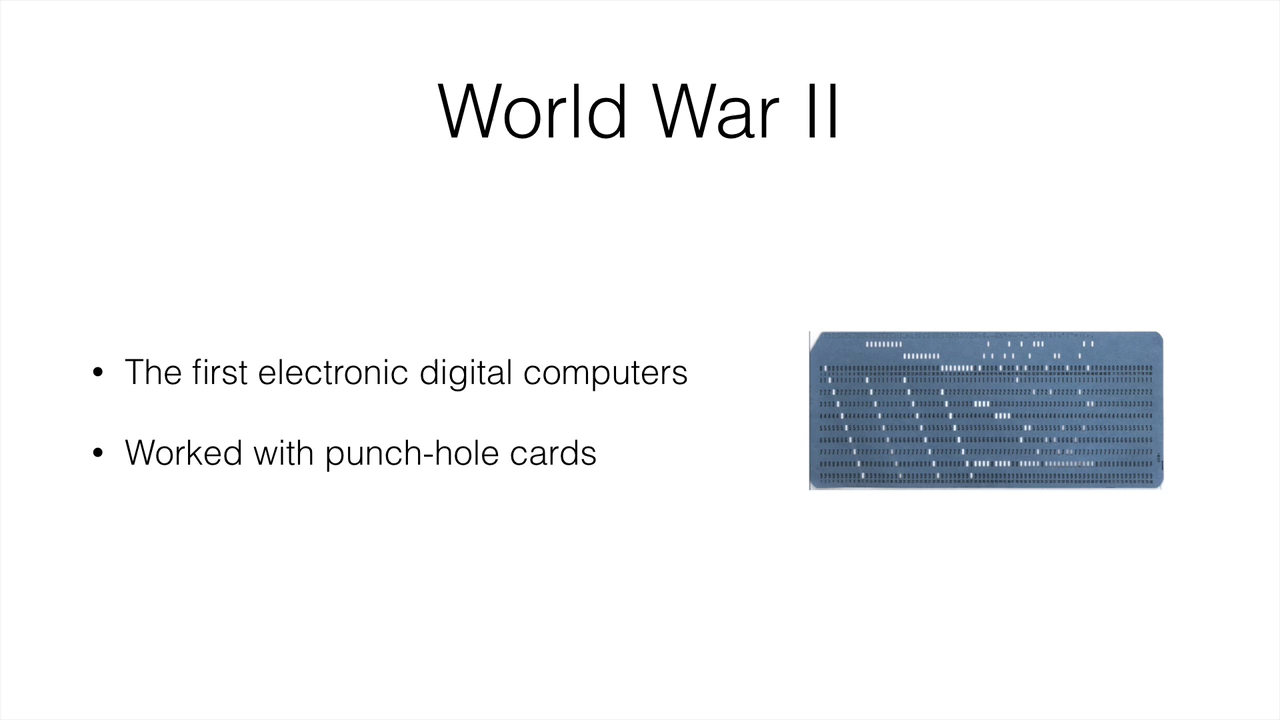 World War II
• The first electronic digital computers
• Worked with punch-hole cards